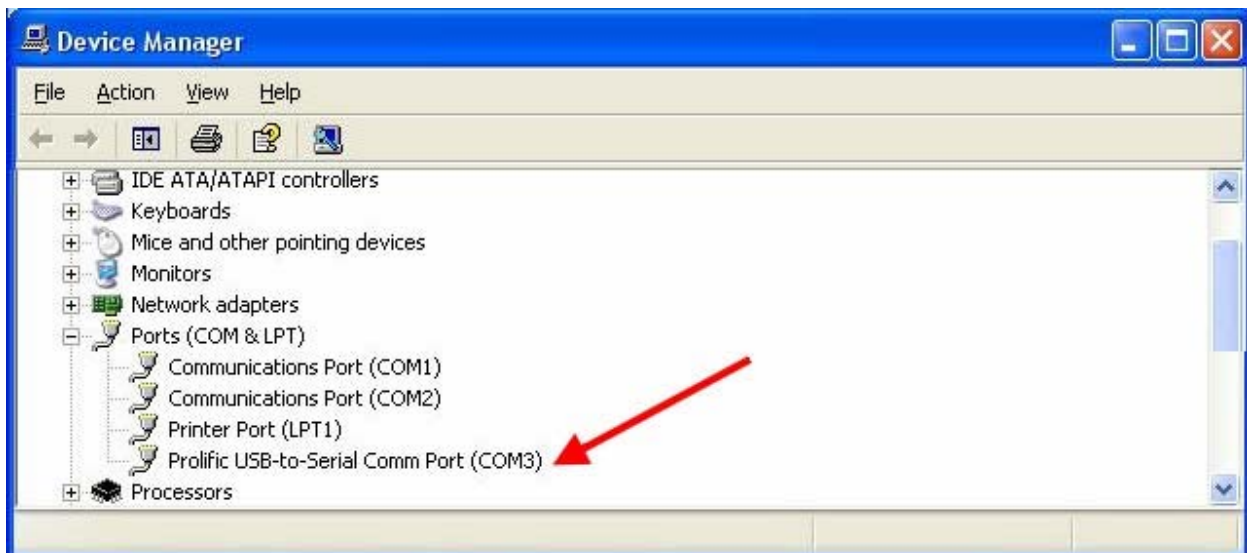 Device Manager
File Action View Help
IDE ATA/ATAPI controllers
Keyboards
Mice and other pointing devices
Monitors
Network adapters
Ports (COM & LPT)
Communications Port (COM1)
Communications Port (COM2)
Printer Port (LPT1)
Prolific USB-to-Serial Comm Port (COM3)
Processors